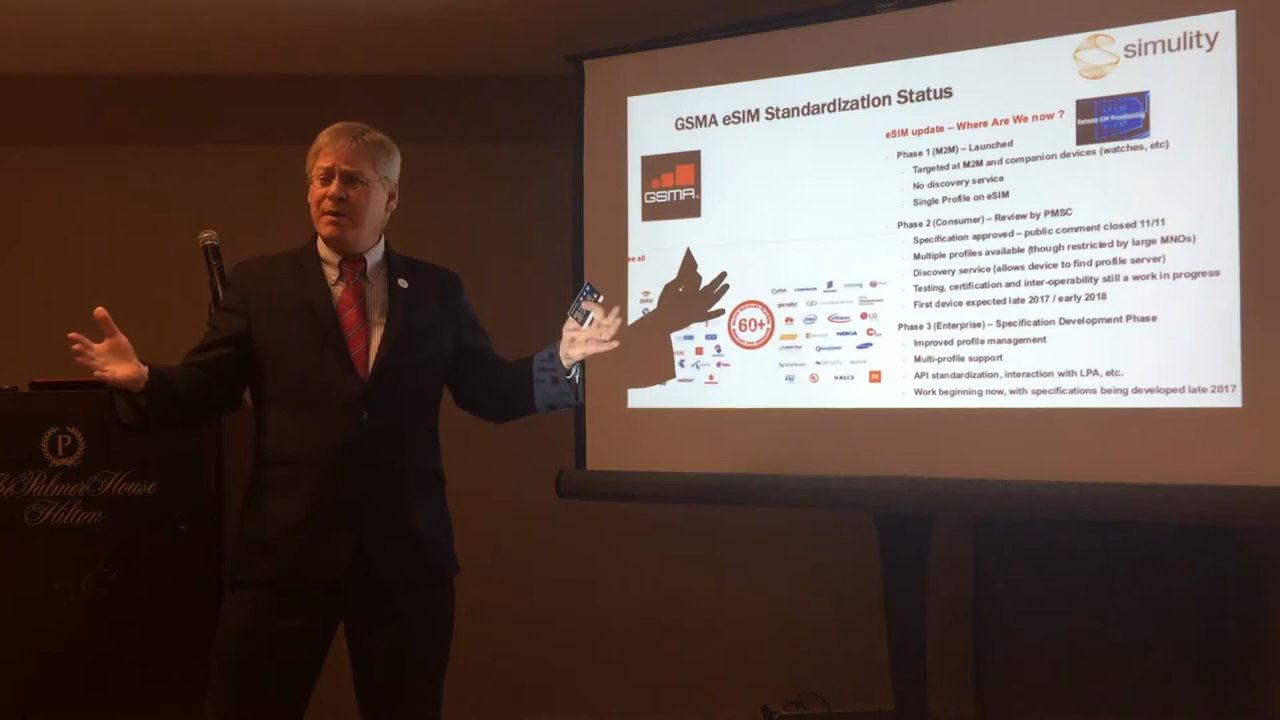 simulity
GSMA eSIM Standardization Status
eSIM update – Where Are We now ?
Remote SIM Provisioning
GSMA
Phase 1 (M2M) – Launched
Targeted at M2M and companion devices (watches, etc)
No discovery service
Single Profile on eSIM
Phase 2 (Consumer) – Review by PMSC
Specification approved – public comment closed 11/11
Multiple profiles available (though restricted by large MNOs)
Discovery service (allows device to find profile server)
Testing, certification and inter-operability still a work in progress
First device expected late 2017 / early 2018
Phase 3 (Enterprise) – Specification Development Phase
Improved profile management
Multi-profile support
API standardization, interaction with LPA, etc.
Work beginning now, with specifications being developed late 2017
60+
LG
NOKIA
P
Palmer House
Hilton